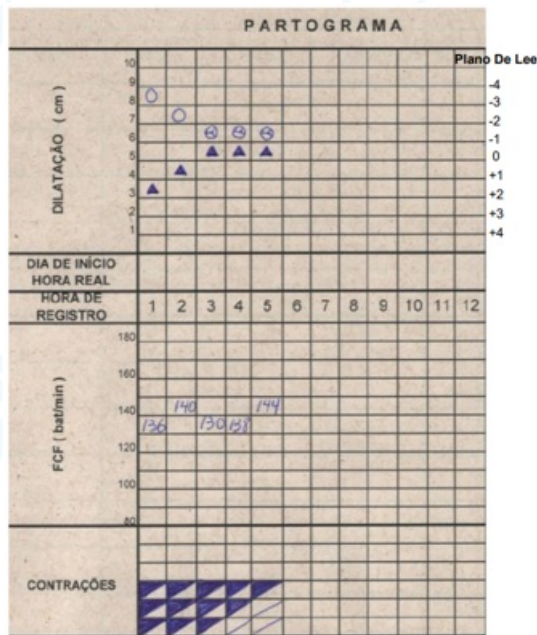 PARTOGRAMA
Plano De Lee
DILATAÇÃO ( cm )
10
9
8
7
6
5
4
3
2
1
-4
-3
-2
-1
0
+1
+2
+3
+4
DIA DE INÍCIO
HORA REAL
HORA DE
REGISTRO
1 2 3 4 5 6 7 8 9 10 11 12
FCF ( bat/min )
180
160
140
120
100
80
136 140 130 138 144
CONTRAÇÕES